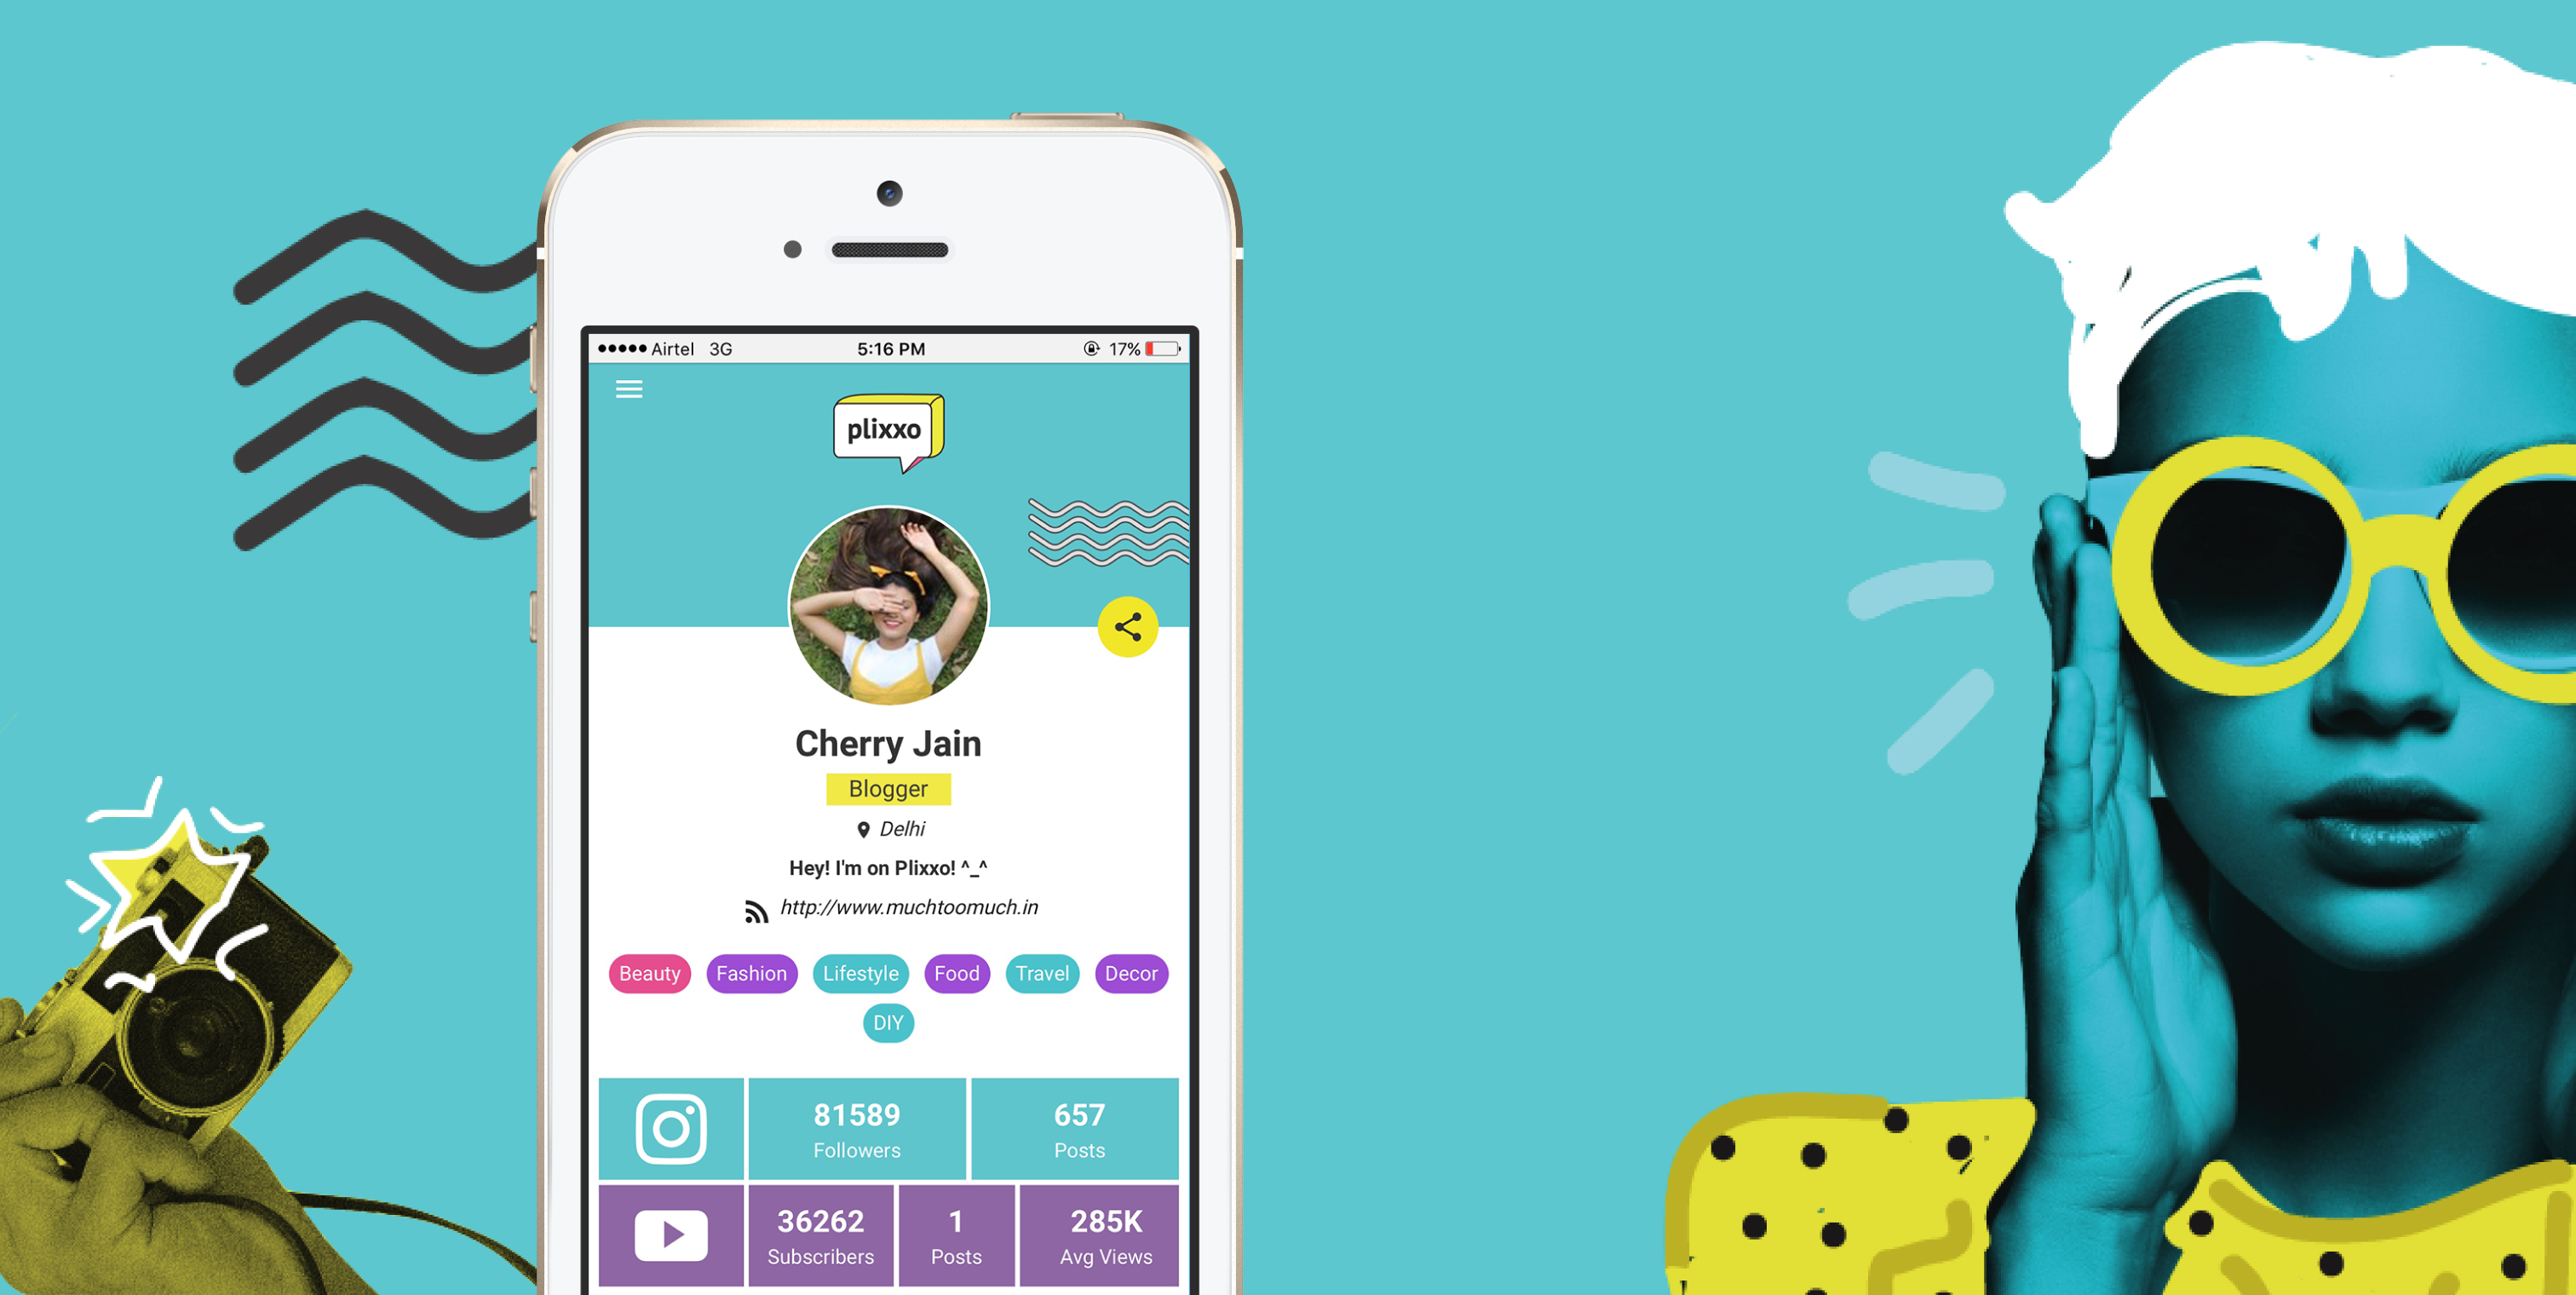 Airtel 3G 5:16 PM 17%
plixxo
Cherry Jain
Blogger
Delhi
Hey! I'm on Plixxo! ^_^
http://www.muchtoomuch.in
Beauty Fashion Lifestyle Food Travel Decor
DIY
81589 657
Followers Posts
36262 1 285K
Subscribers Posts Avg Views